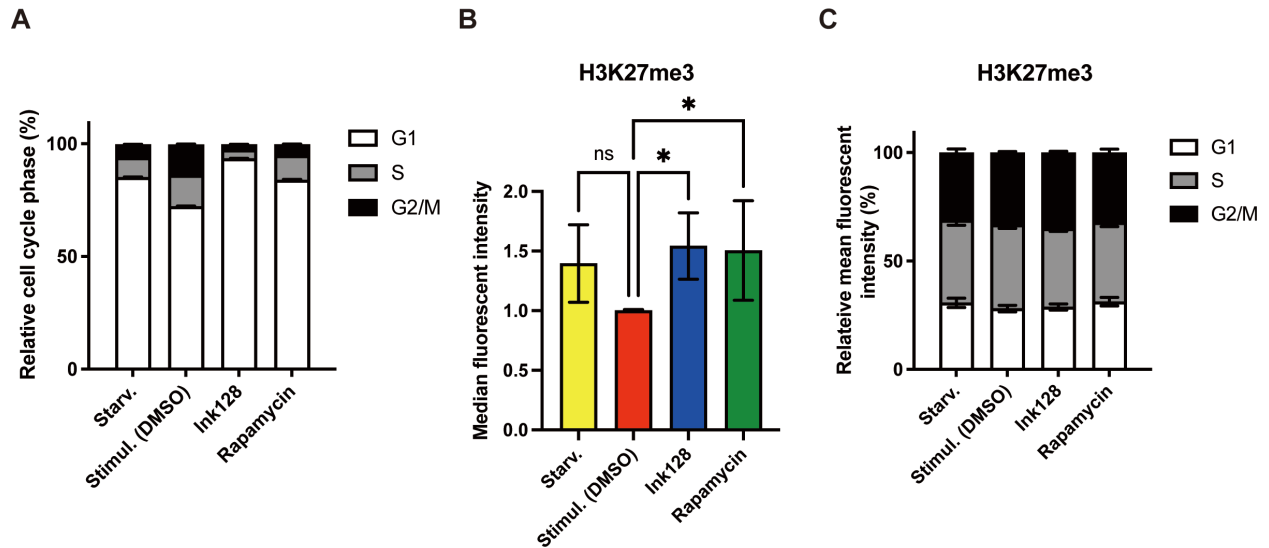 A
Relative cell cycle phase (%)
100
50
0
Starv.
Stimul. (DMSO)
Ink128
Rapamycin
G1
S
G2/M
B
H3K27me3
*
ns
*
Median fluorescent intensity
2.0
1.5
1.0
0.5
0.0
Starv.
Stimul. (DMSO)
Ink128
Rapamycin
C
H3K27me3
Relateive mean fluorescent
intensity (%)
100
50
0
Starv.
Stimul. (DMSO)
Ink128
Rapamycin
G1
S
G2/M